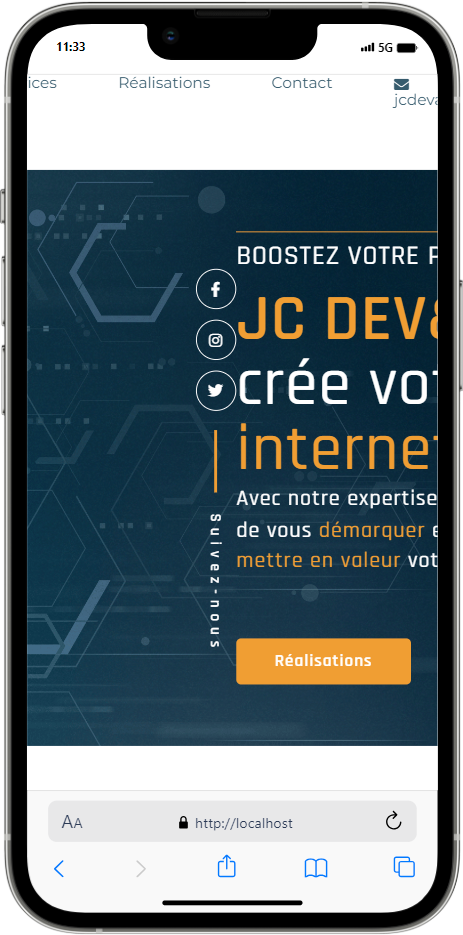 11:33
5G
ices Réalisations Contact
jcdeva
BOOSTEZ VOTRE P
JC DEV&
crée vot
internet
Avec notre expertise
de vous démarquer e
mettre en valeur vot
Suivez-nous
Réalisations
AA http://localhost